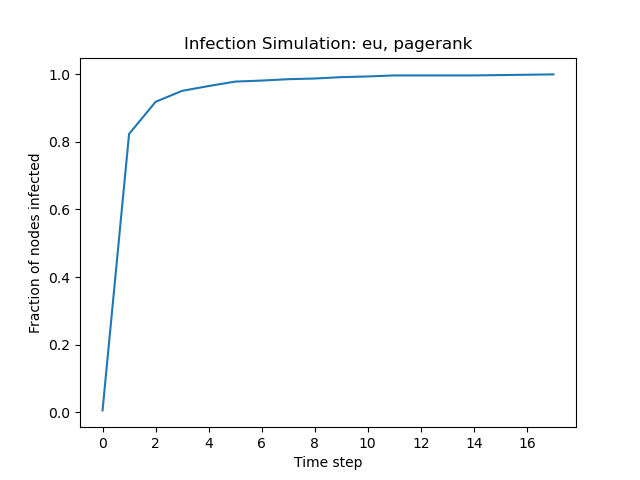 Infection Simulation: eu, pagerank
1.0
0.8
0.6
0.4
0.2
0.0
Fraction of nodes infected
0 2 4 6 8 10 12 14 16
Time step